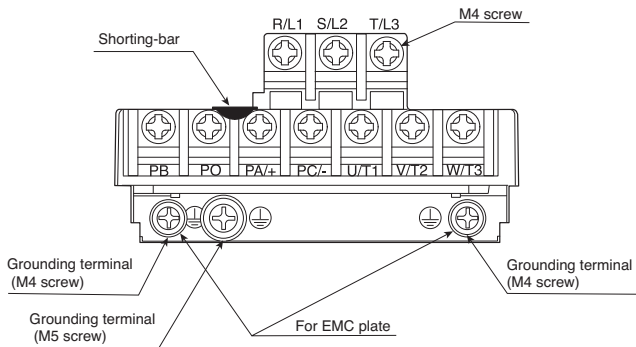 R/L1 S/L2 T/L3
M4 screw
Shorting-bar
PB PO PA/+ PC/- U/T1 V/T2 W/T3
Grounding terminal
(M4 screw)
Grounding terminal
(M5 screw)
For EMC plate
Grounding terminal
(M4 screw)